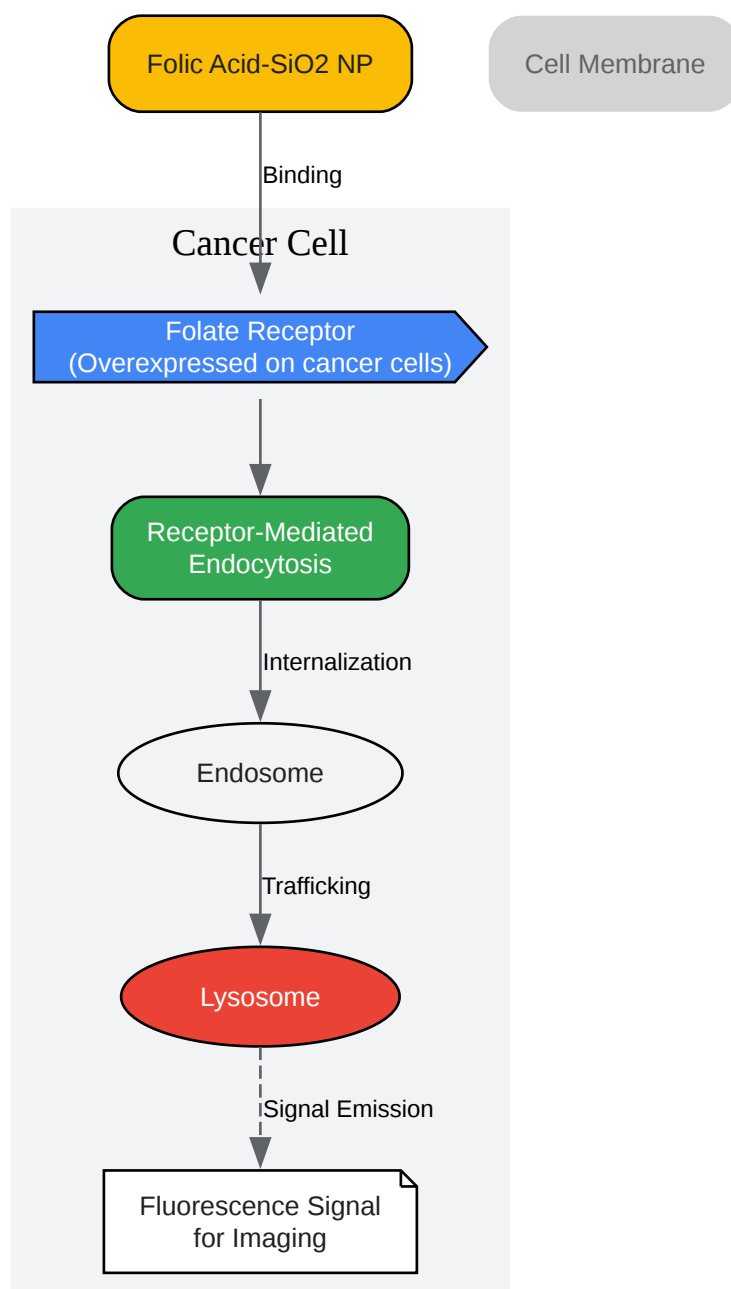 Folic Acid-SiO2 NP
Cell Membrane
Binding
Cancer Cell
Folate Receptor
(Overexpressed on cancer cells)
Receptor-Mediated
Endocytosis
Internalization
Endosome
Trafficking
Lysosome
Signal Emission
Fluorescence Signal
for Imaging